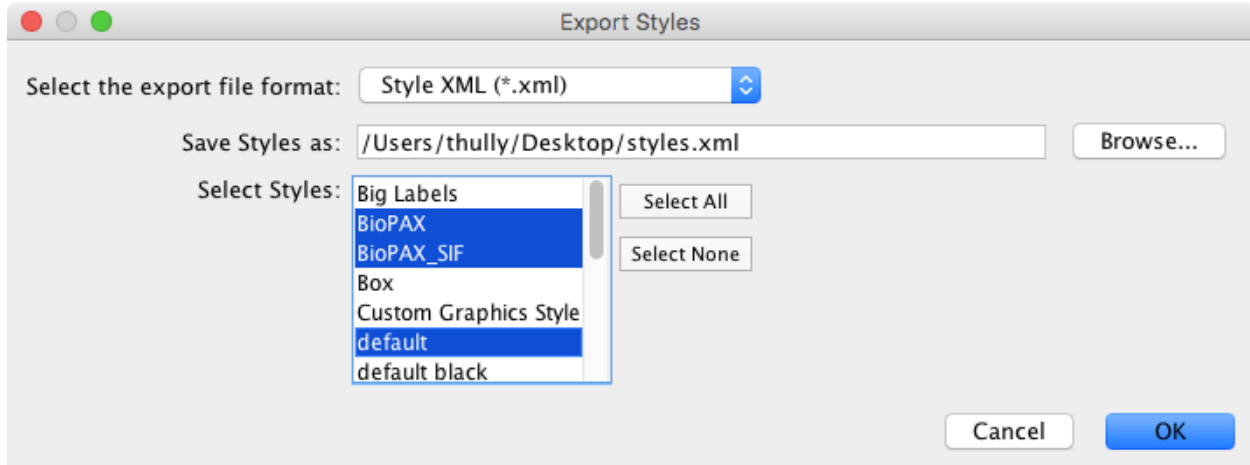 Export Styles
Select the export file format: Style XML (*.xml)
Save Styles as: /Users/thully/Desktop/styles.xml Browse...
Select Styles: Big Labels Select All
BioPAX
BioPAX_SIF Select None
Box
Custom Graphics Style
default
default black
Cancel OK